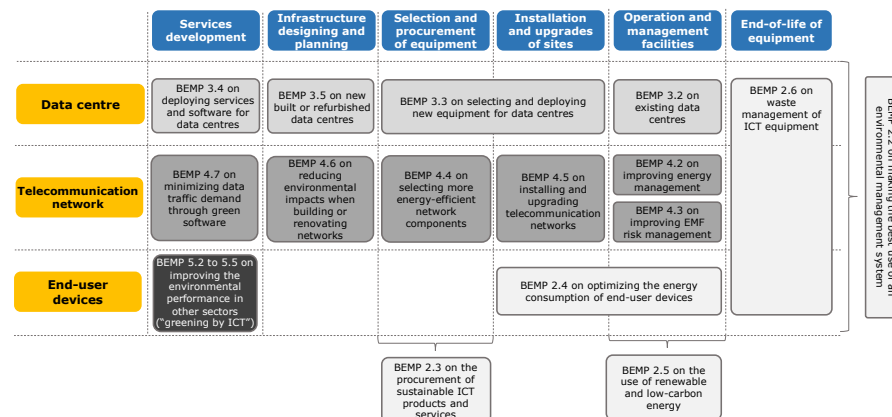 Services
development
Infrastructure
designing and
planning
Selection and
procurement
of equipment
Installation
and upgrades
of sites
Operation and
management
facilities
End-of-life of
equipment
Data centre
BEMP 3.4 on
deploying services
and software for
data centres
BEMP 3.5 on new
built or refurbished
data centres
BEMP 3.3 on selecting and deploying
new equipment for data centres
BEMP 3.2 on
existing data
centres
BEMP 2.6 on
waste
management of
ICT equipment
Telecommunication
network
BEMP 4.7 on
minimizing data
traffic demand
through green
software
BEMP 4.6 on
reducing
environmental
impacts when
building or
renovating networks
BEMP 4.4 on
selecting more
energy-efficient
network
components
BEMP 4.5 on
installing and
upgrading
telecommunication
networks
BEMP 4.2 on
improving energy
management
BEMP 4.3 on
improving EMF
risk management
End-user
devices
BEMP 5.2 to 5.5 on
improving the
environmental
performance in
other sectors
("greening by ICT")
BEMP 2.4 on optimizing the energy
consumption of end-user devices
BEMP 2.3 on the
procurement of
sustainable ICT
products and
services
BEMP 2.5 on the
use of renewable
and low-carbon
energy
BEMP 2.2 on making the best use of an
environmental management
system